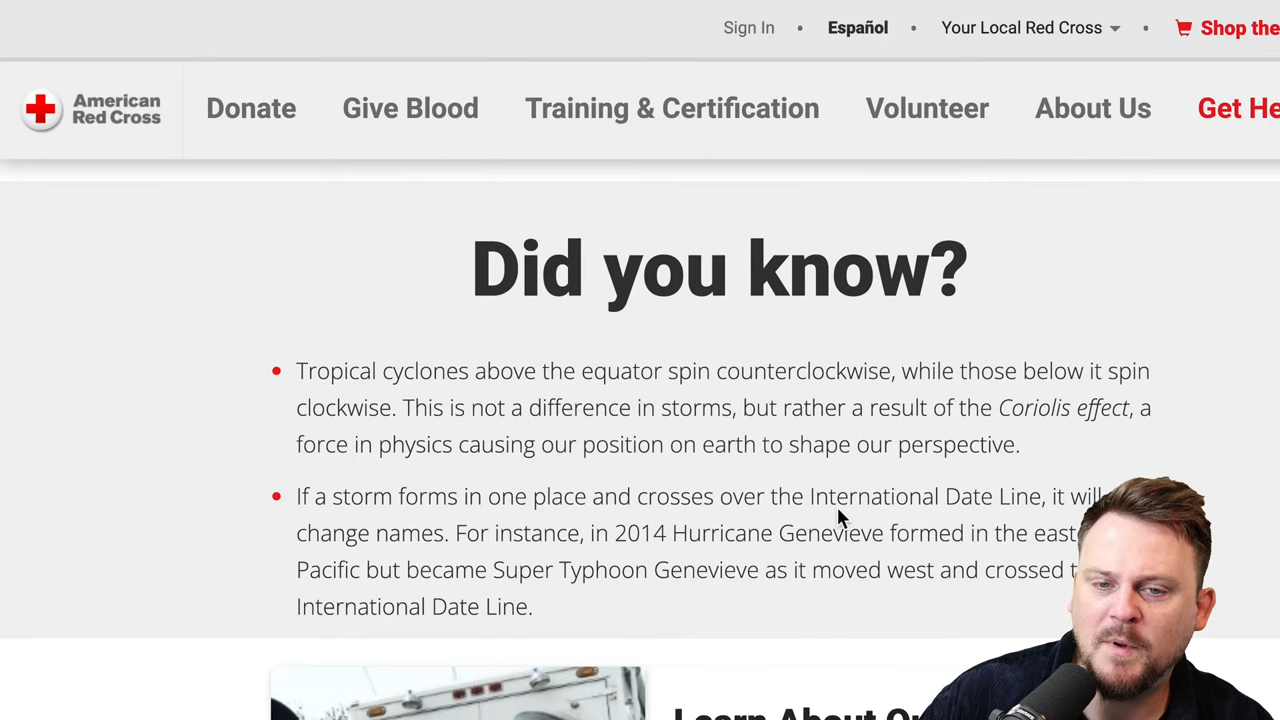 Sign In • Español • Your Local Red Cross • Shop the
American
Red Cross
Donate Give Blood Training & Certification Volunteer About Us Get He
Did you know?
• Tropical cyclones above the equator spin counterclockwise, while those below it spin
clockwise. This is not a difference in storms, but rather a result of the Coriolis effect, a
force in physics causing our position on earth to shape our perspective.
• If a storm forms in one place and crosses over the International Date Line, it will
change names. For instance, in 2014 Hurricane Genevieve formed in the east
Pacific but became Super Typhoon Genevieve as it moved west and crossed t
International Date Line.
Learn About